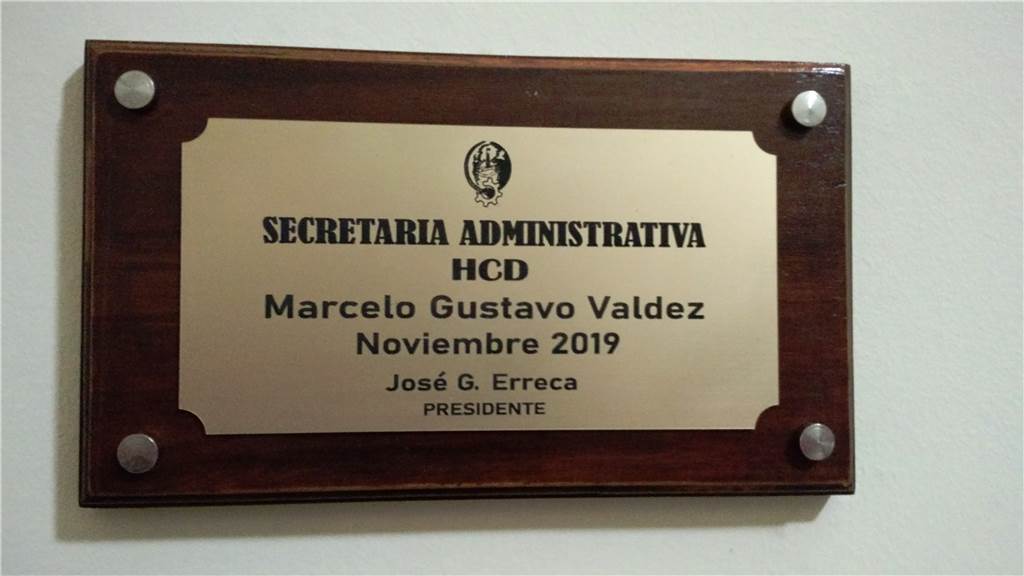 SECRETARIA ADMINISTRATIVA
HCD
Marcelo Gustavo Valdez
Noviembre 2019
José G. Erreca
PRESIDENTE